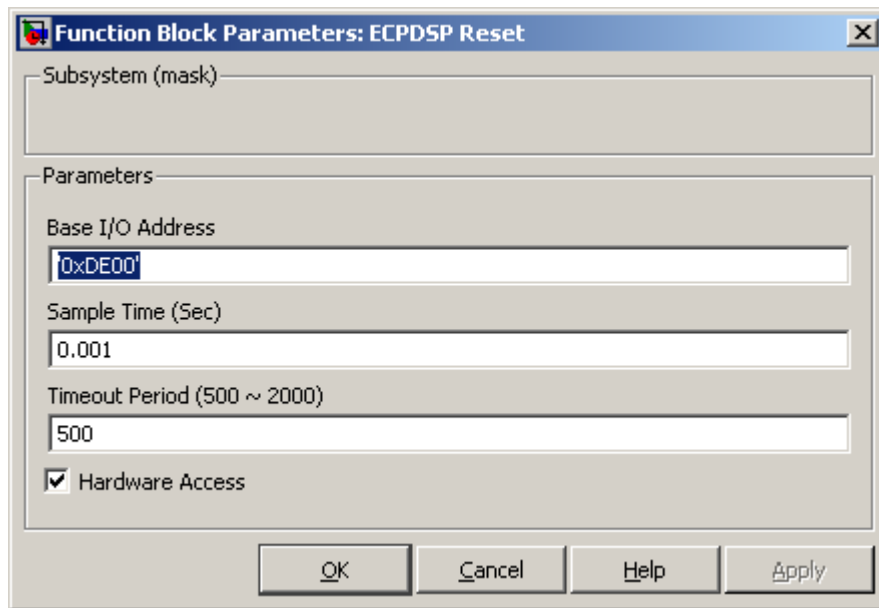 Function Block Parameters: ECPDSP Reset
Subsystem (mask)
Parameters
Base I/O Address
'0xDE00'
Sample Time (Sec)
0.001
Timeout Period (500 ~ 2000)
500
Hardware Access
OK Cancel Help Apply